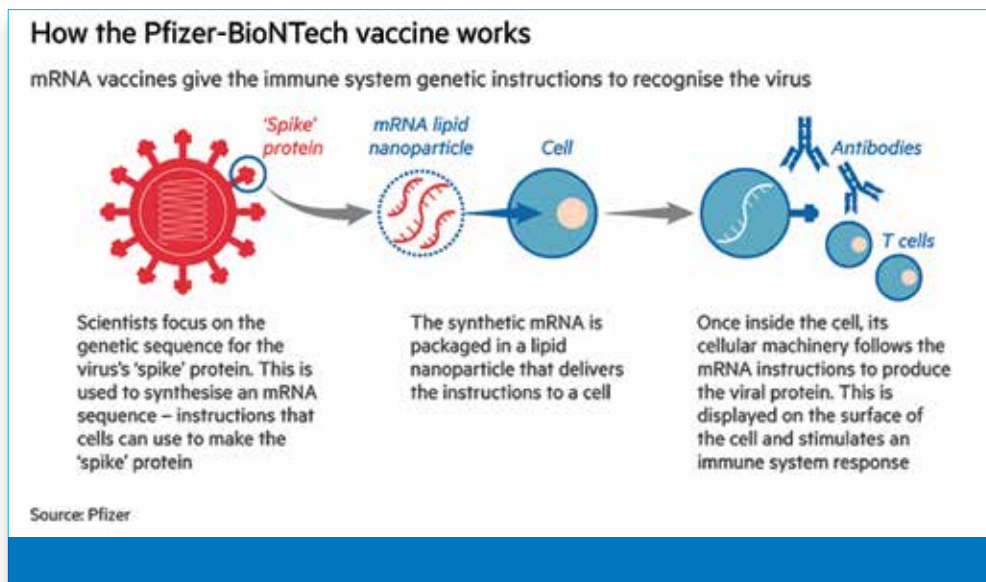 How the Pfizer-BioNTech vaccine works
mRNA vaccines give the immune system genetic instructions to recognise the virus
'Spike'
protein
mRNA lipid
nanoparticle
Cell
Antibodies
T cells
Scientists focus on the
genetic sequence for the
virus's 'spike' protein. This is
used to synthesise an mRNA
sequence – instructions that
cells can use to make the
'spike' protein
The synthetic mRNA is
packaged in a lipid
nanoparticle that delivers
the instructions to a cell
Once inside the cell, its
cellular machinery follows the
mRNA instructions to produce
the viral protein. This is
displayed on the surface of
the cell and stimulates an
immune system response
Source: Pfizer